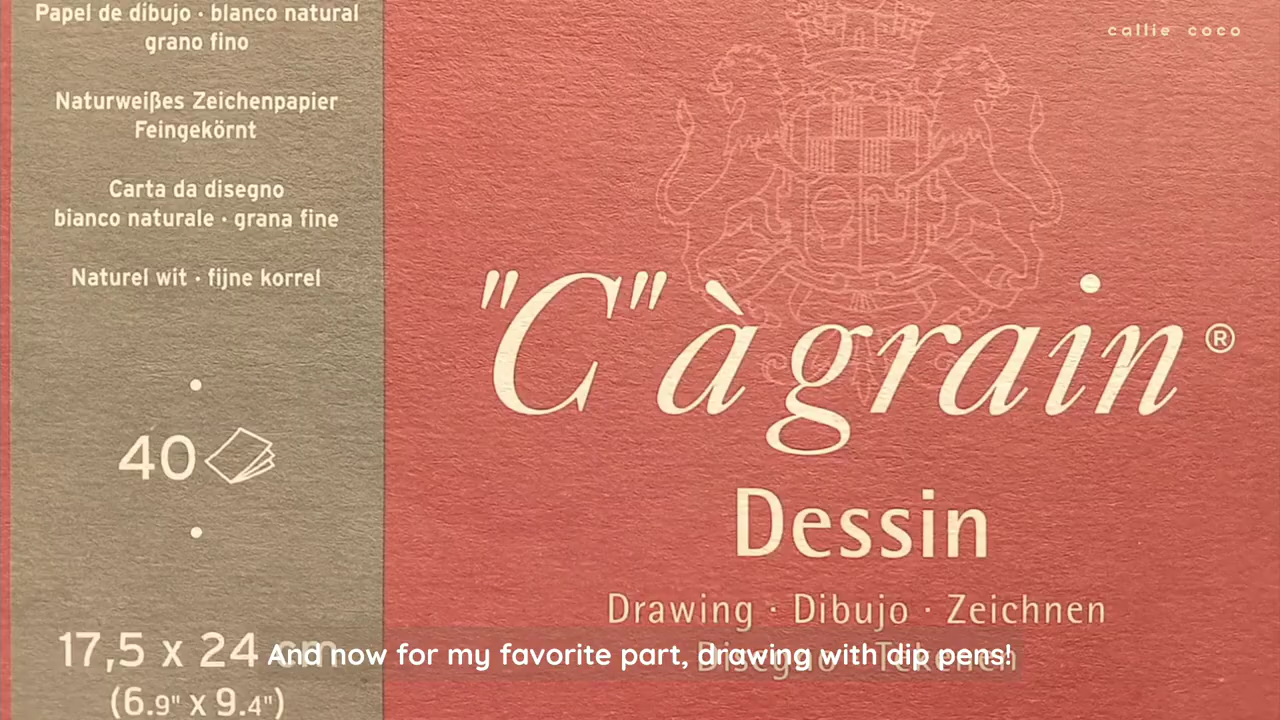 Papel de dibujo · blanco natural
grano fino
Naturweißes Zeichenpapier
Feingekörnt
Carta da disegno
bianco naturale · grana fine
Naturel wit · fijne korrel
40
17,5 x 24 cm
(6.9" x 9.4")
callie coco
"C" à grain®
Dessin
Drawing · Dibujo · Zeichnen
Disegno · Tekenen
And now for my favorite part, drawing with dip pens!